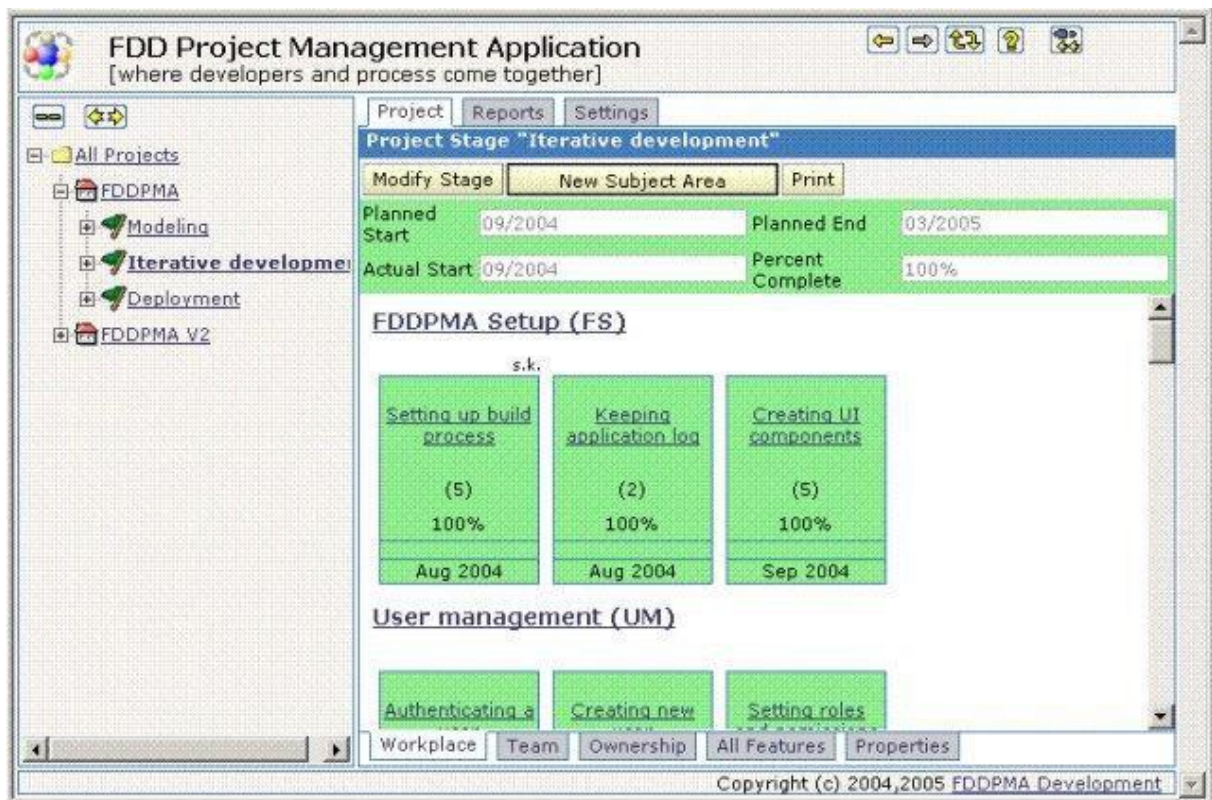 FDD Project Management Application
[where developers and process come together]
Project Reports Settings
All Projects
FDDPMA
Modeling
Iterative developme
Deployment
FDDPMA V2
Project Stage "Iterative development"
Modify Stage New Subject Area Print
Planned Start 09/2004 Planned End 03/2005
Actual Start 09/2004 Percent Complete 100%
FDDPMA Setup (FS)
s.k.
Setting up build process
(5)
100%
Aug 2004
Keeping application log
(2)
100%
Aug 2004
Creating UI components
(5)
100%
Sep 2004
User management (UM)
Authenticating a
Creating new
Setting roles
Workplace Team Ownership All Features Properties
Copyright (c) 2004,2005 FDDPMA Development